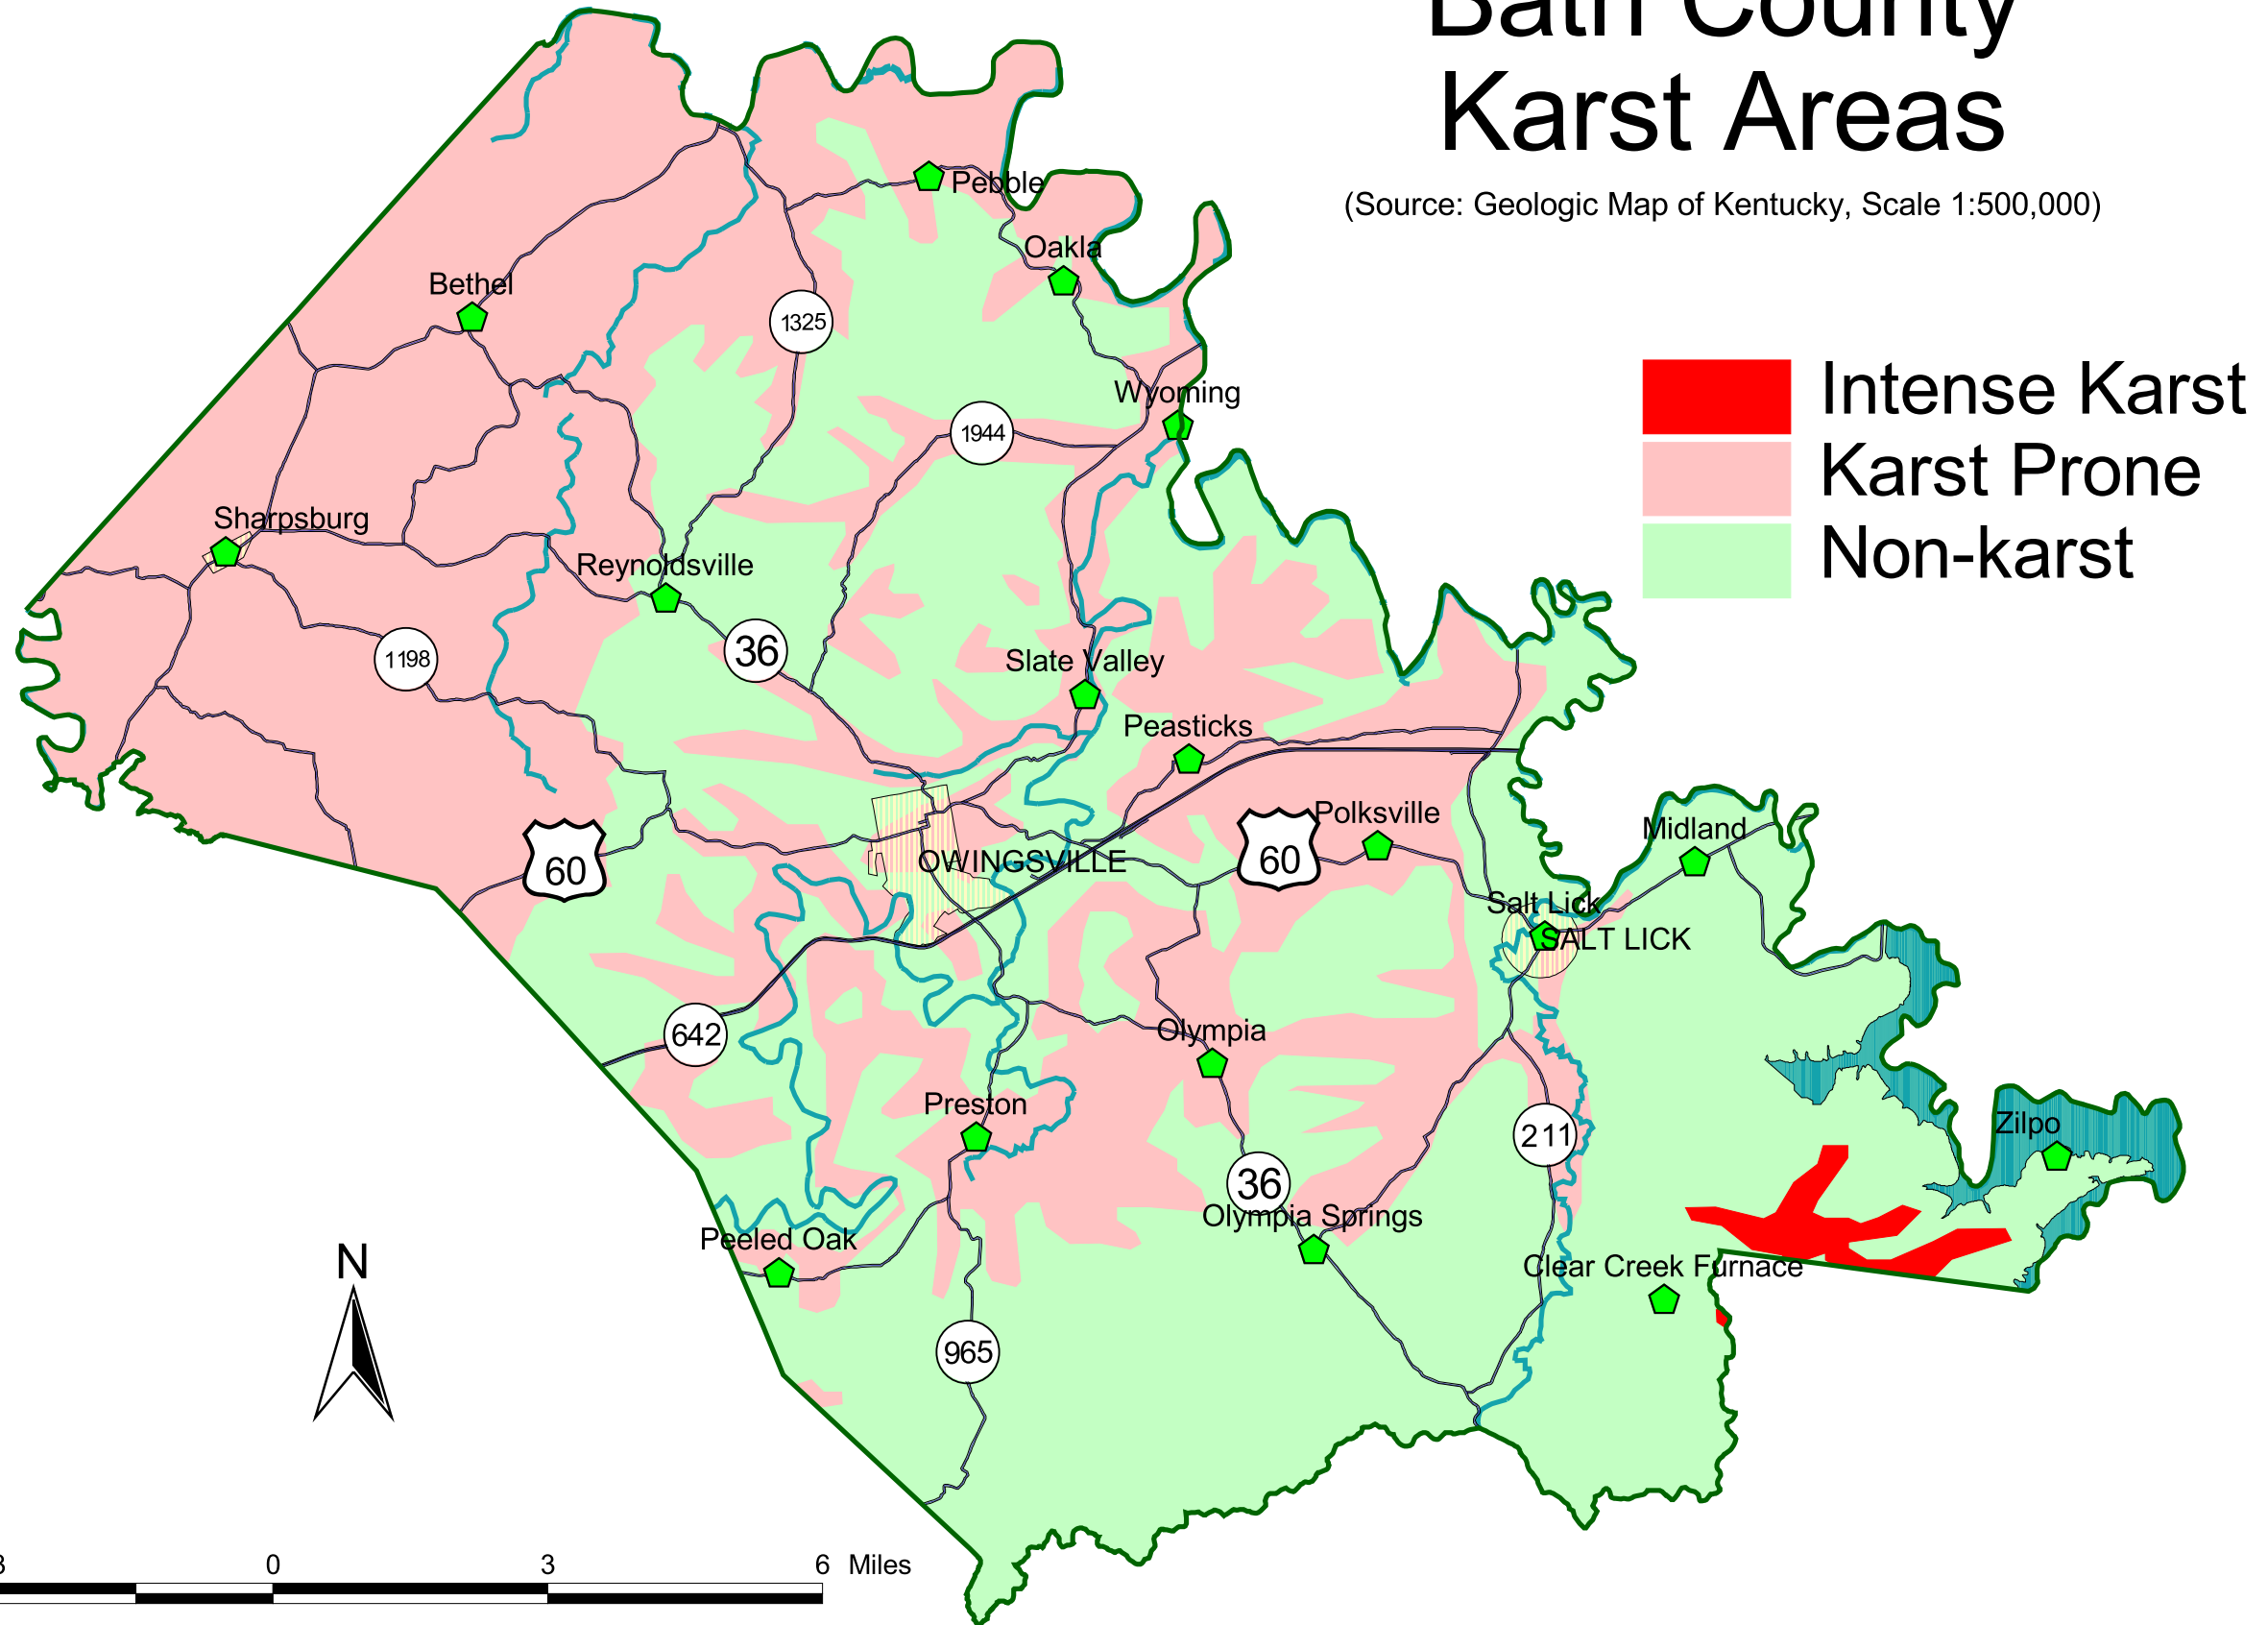 Bath County
Karst Areas
(Source: Geologic Map of Kentucky, Scale 1:500,000)
Pebble
Oakla
Bethel
1325
Intense Karst
Wyoming
1944
Karst Prone
Sharpsburg
Non-karst
Reynoldsville
36
1198
Slate Valley
Peasticks
Polksville
Midland
60
60
OWINGSVILLE
Salt Lick
SALT LICK
642
Olympia
Preston
211
Zilpo
36
Olympia Springs
Peeled Oak
Clear Creek Furnace
N
965
3 0 3 6 Miles